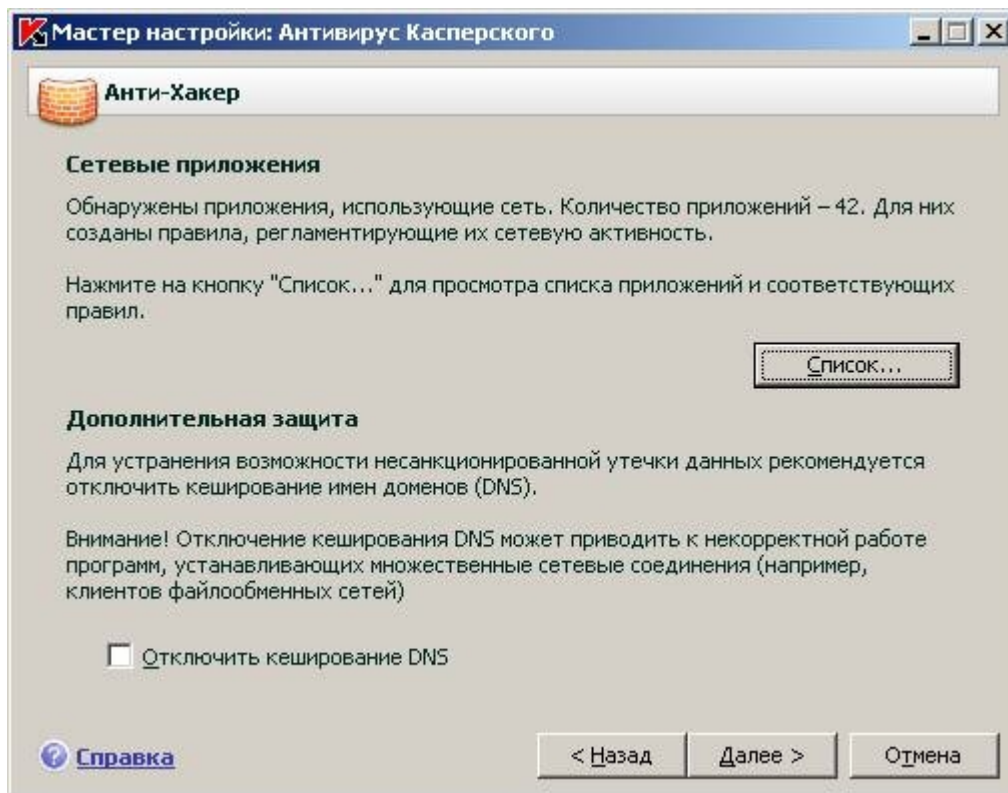 Мастер настройки: Антивирус Касперского
Анти-Хакер
Сетевые приложения
Обнаружены приложения, использующие сеть. Количество приложений – 42. Для них
созданы правила, регламентирующие их сетевую активность.
Нажмите на кнопку "Список..." для просмотра списка приложений и соответствующих
правил.
Список...
Дополнительная защита
Для устранения возможности несанкционированной утечки данных рекомендуется
отключить кеширование имен доменов (DNS).
Внимание! Отключение кеширования DNS может приводить к некорректной работе
программ, устанавливающих множественные сетевые соединения (например,
клиентов файлообменных сетей)
Отключить кеширование DNS
Справка
< Назад
Далее >
Отмена